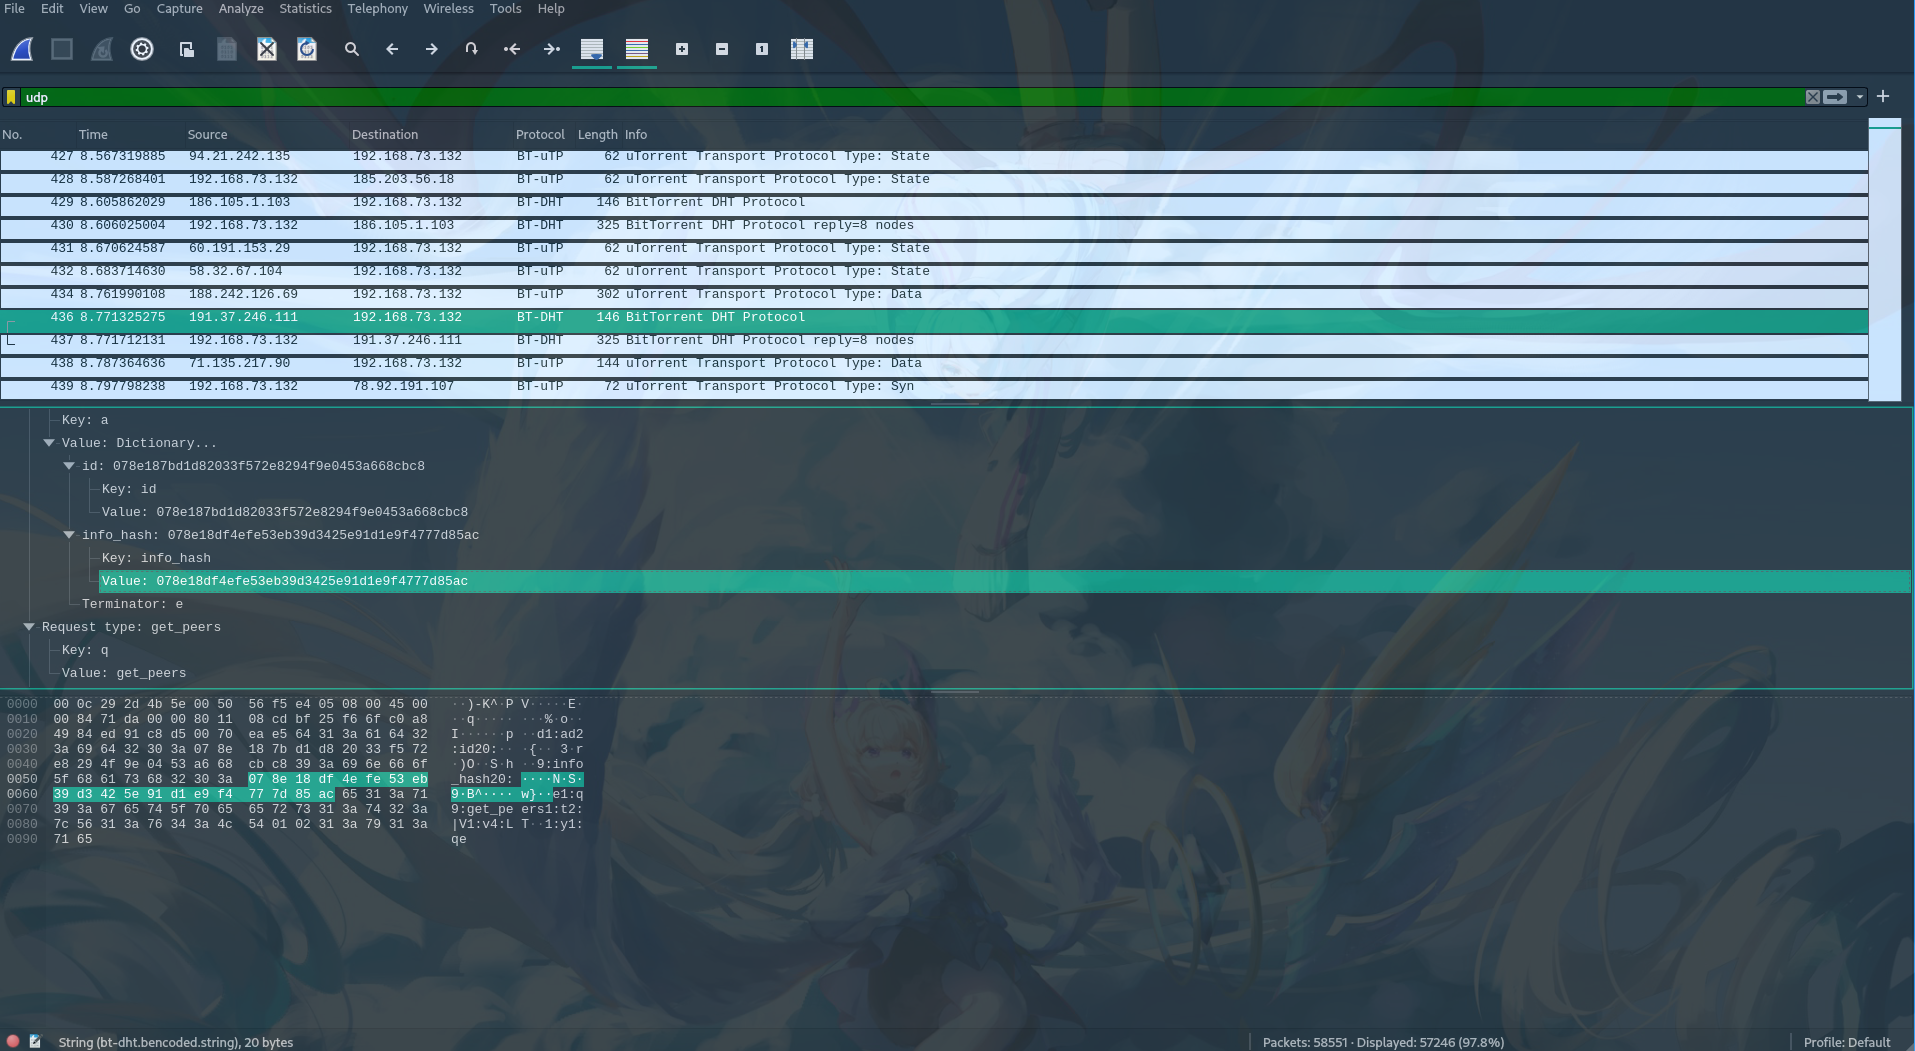 File Edit View Go Capture Analyze Statistics Telephony Wireless Tools Help
udp
No. Time Source Destination Protocol Length Info
427 8.567319885 94.21.242.135 192.168.73.132 BT-uTP 62 uTorrent Transport Protocol Type: State
428 8.587268401 192.168.73.132 185.203.56.18 BT-uTP 62 uTorrent Transport Protocol Type: State
429 8.605862029 186.105.1.103 192.168.73.132 BT-DHT 146 BitTorrent DHT Protocol
430 8.606025004 192.168.73.132 186.105.1.103 BT-DHT 325 BitTorrent DHT Protocol reply=8 nodes
431 8.670624587 60.191.153.29 192.168.73.132 BT-uTP 62 uTorrent Transport Protocol Type: State
432 8.683714630 58.32.67.104 192.168.73.132 BT-uTP 62 uTorrent Transport Protocol Type: State
434 8.761990108 188.242.126.69 192.168.73.132 BT-uTP 302 uTorrent Transport Protocol Type: Data
436 8.771325275 191.37.246.111 192.168.73.132 BT-DHT 146 BitTorrent DHT Protocol
437 8.771712131 192.168.73.132 191.37.246.111 BT-DHT 325 BitTorrent DHT Protocol reply=8 nodes
438 8.787364636 71.135.217.90 192.168.73.132 BT-uTP 144 uTorrent Transport Protocol Type: Data
439 8.797798238 192.168.73.132 78.92.191.107 BT-uTP 72 uTorrent Transport Protocol Type: Syn
Key: a
Value: Dictionary...
id: 078e187bd1d82033f572e8294f9e0453a668cbc8
Key: id
Value: 078e187bd1d82033f572e8294f9e0453a668cbc8
info_hash: 078e18df4efe53eb39d3425e91d1e9f4777d85ac
Key: info_hash
Value: 078e18df4efe53eb39d3425e91d1e9f4777d85ac
Terminator: e
Request type: get_peers
Key: q
Value: get_peers
0000 00 0c 29 2d 4b 5e 00 50 56 f5 e4 05 08 00 45 00 ··)-K^·P V·····E·
0010 00 84 71 da 00 00 80 11 08 cd bf 25 f6 6f c0 a8 ··q····· ···%·o··
0020 49 84 ed 91 c8 d5 00 70 ea e5 64 31 3a 61 64 32 I······p ··d1:ad2
0030 3a 69 64 32 30 3a 07 8e 18 7b d1 d8 20 33 f5 72 :id20:·· ·{·· 3·r
0040 e8 29 4f 9e 04 53 a6 68 cb c8 39 3a 69 6e 66 6f ·)O··S·h ··9:info
0050 5f 68 61 73 68 32 30 3a 07 8e 18 df 4e fe 53 eb _hash20: ····N·S·
0060 39 d3 42 5e 91 d1 e9 f4 77 7d 85 ac 65 31 3a 71 9·B^···· w}··e1:q
0070 39 3a 67 65 74 5f 70 65 65 72 73 31 3a 74 32 3a 9:get_pe ers1:t2:
0080 7c 56 31 3a 76 34 3a 4c 54 01 02 31 3a 79 31 3a |V1:v4:L T··1:y1:
0090 71 65 qe
String (bt-dht.bencoded.string), 20 bytes Packets: 58551 · Displayed: 57246 (97.8%) Profile: Default